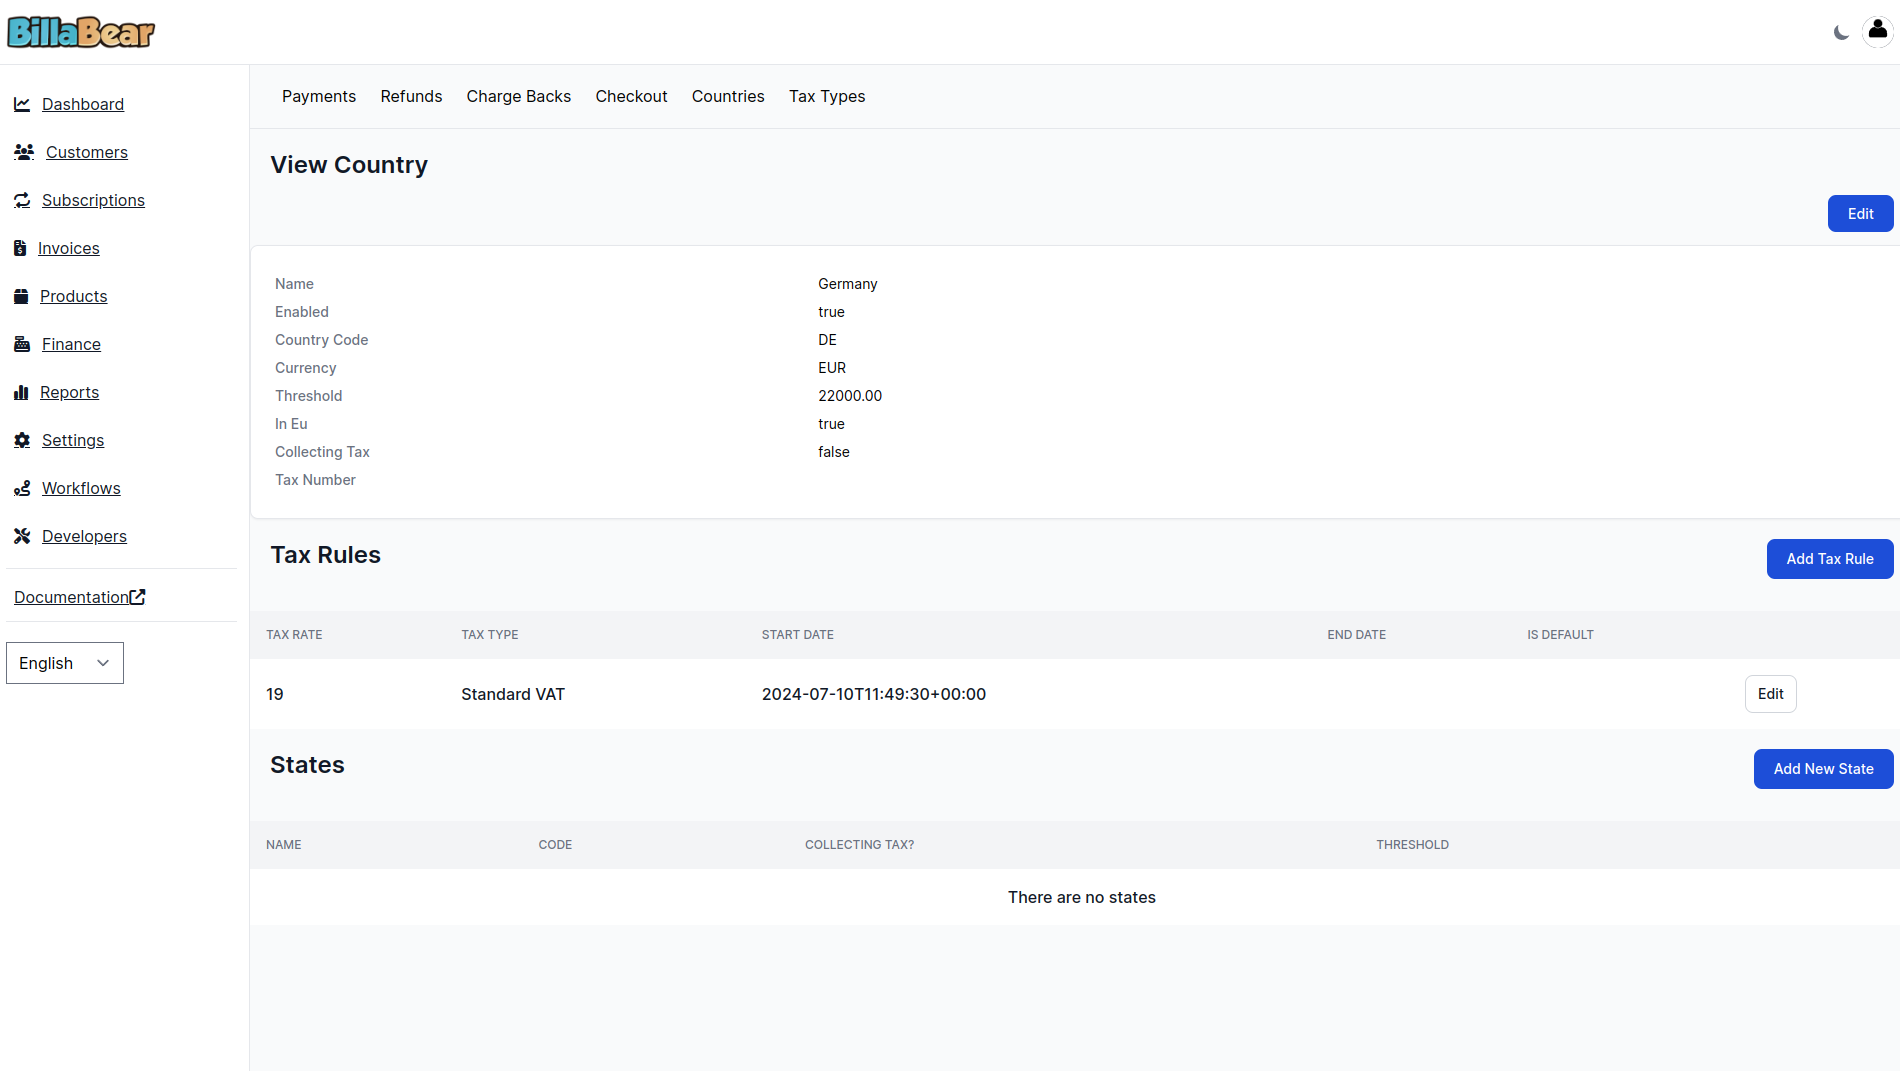 BillaBear
Dashboard
Customers
Subscriptions
Invoices
Products
Finance
Reports
Settings
Workflows
Developers
Documentation
English
Payments Refunds Charge Backs Checkout Countries Tax Types
View Country
Edit
Name Germany
Enabled true
Country Code DE
Currency EUR
Threshold 22000.00
In Eu true
Collecting Tax false
Tax Number
Tax Rules
Add Tax Rule
TAX RATE TAX TYPE START DATE END DATE IS DEFAULT
19 Standard VAT 2024-07-10T11:49:30+00:00 Edit
States
Add New State
NAME CODE COLLECTING TAX? THRESHOLD
There are no states